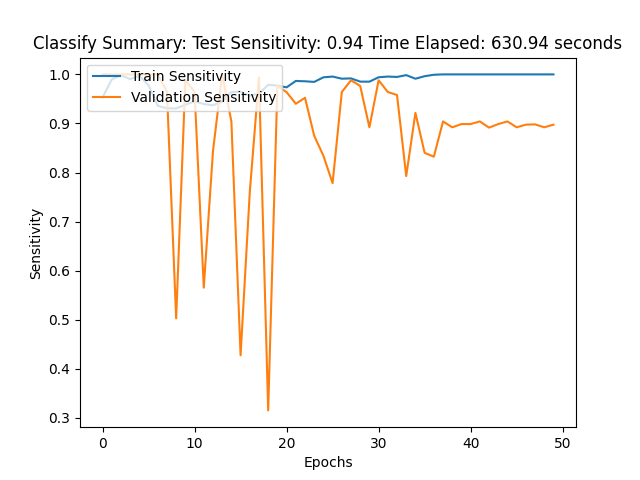 Classify Summary: Test Sensitivity: 0.94 Time Elapsed: 630.94 seconds
Train Sensitivity
Validation Sensitivity
1.0
0.9
0.8
0.7
0.6
0.5
0.4
0.3
Sensitivity
0 10 20 30 40 50
Epochs